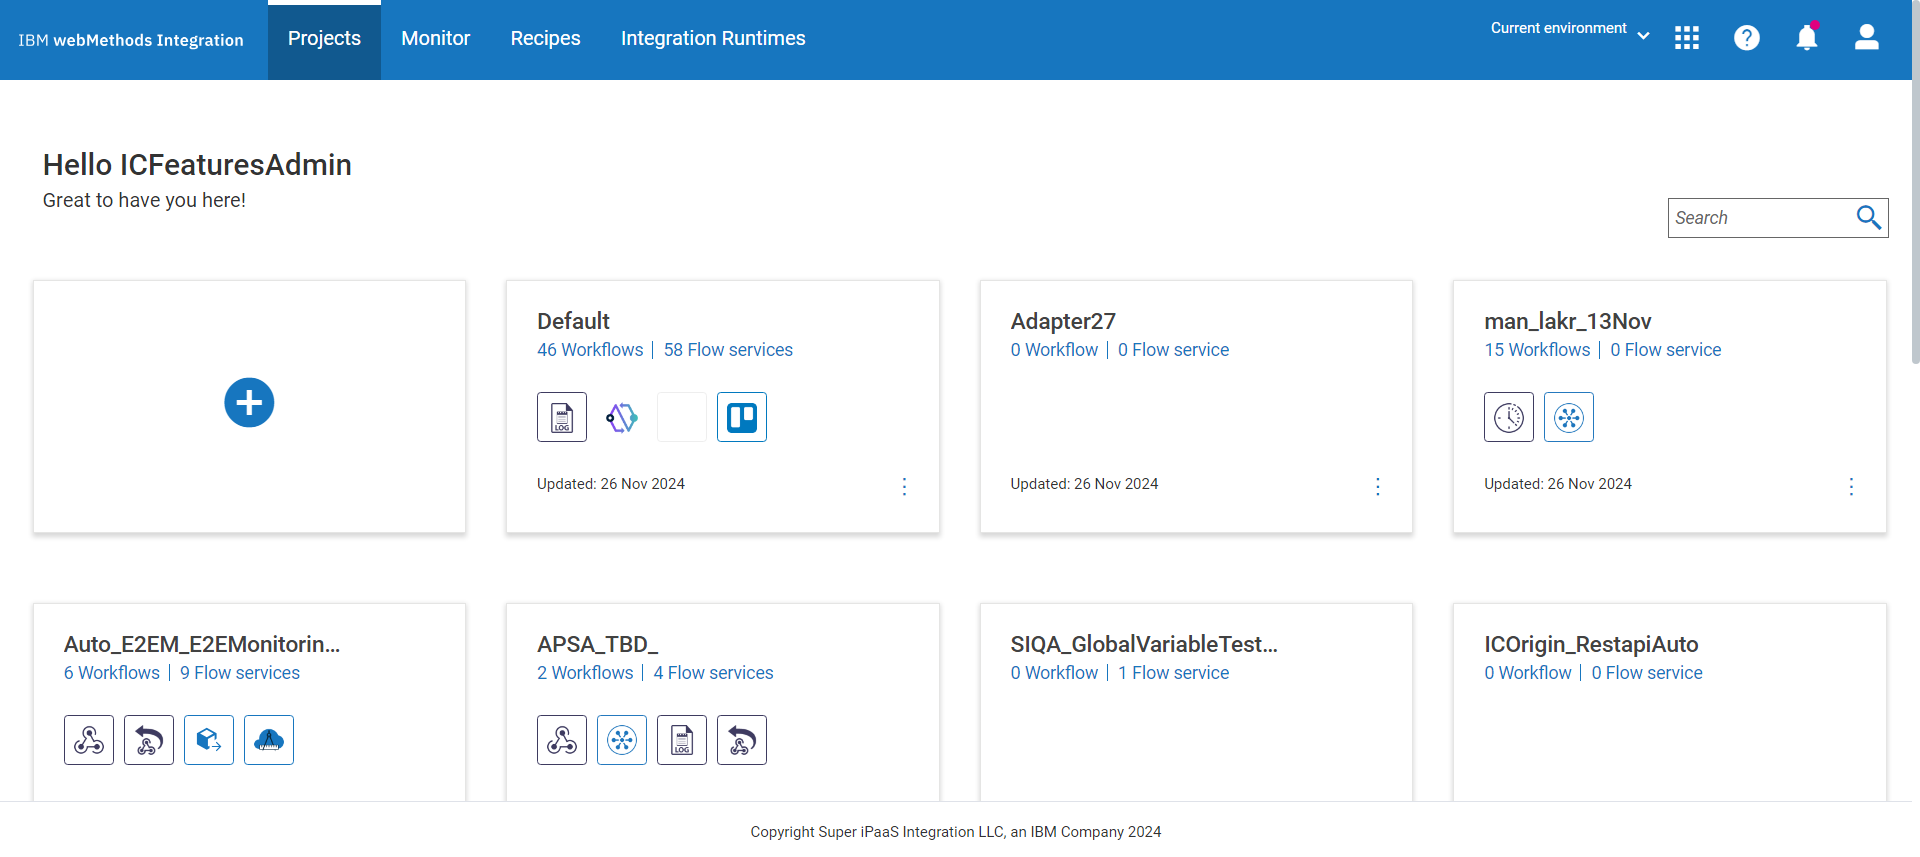 IBM webMethods Integration
Projects
Monitor
Recipes
Integration Runtimes
Current environment
?
Hello ICFeaturesAdmin
Great to have you here!
Search
Default
46 Workflows | 58 Flow services
LOG
Updated: 26 Nov 2024
Adapter27
0 Workflow | 0 Flow service
Updated: 26 Nov 2024
man_lakr_13Nov
15 Workflows | 0 Flow service
Updated: 26 Nov 2024
Auto_E2EM_E2EMonitorin...
6 Workflows | 9 Flow services
APSA_TBD_
2 Workflows | 4 Flow services
LOG
SIQA_GlobalVariableTest...
0 Workflow | 1 Flow service
ICOrigin_RestapiAuto
0 Workflow | 0 Flow service
Copyright Super iPaaS Integration LLC, an IBM Company 2024